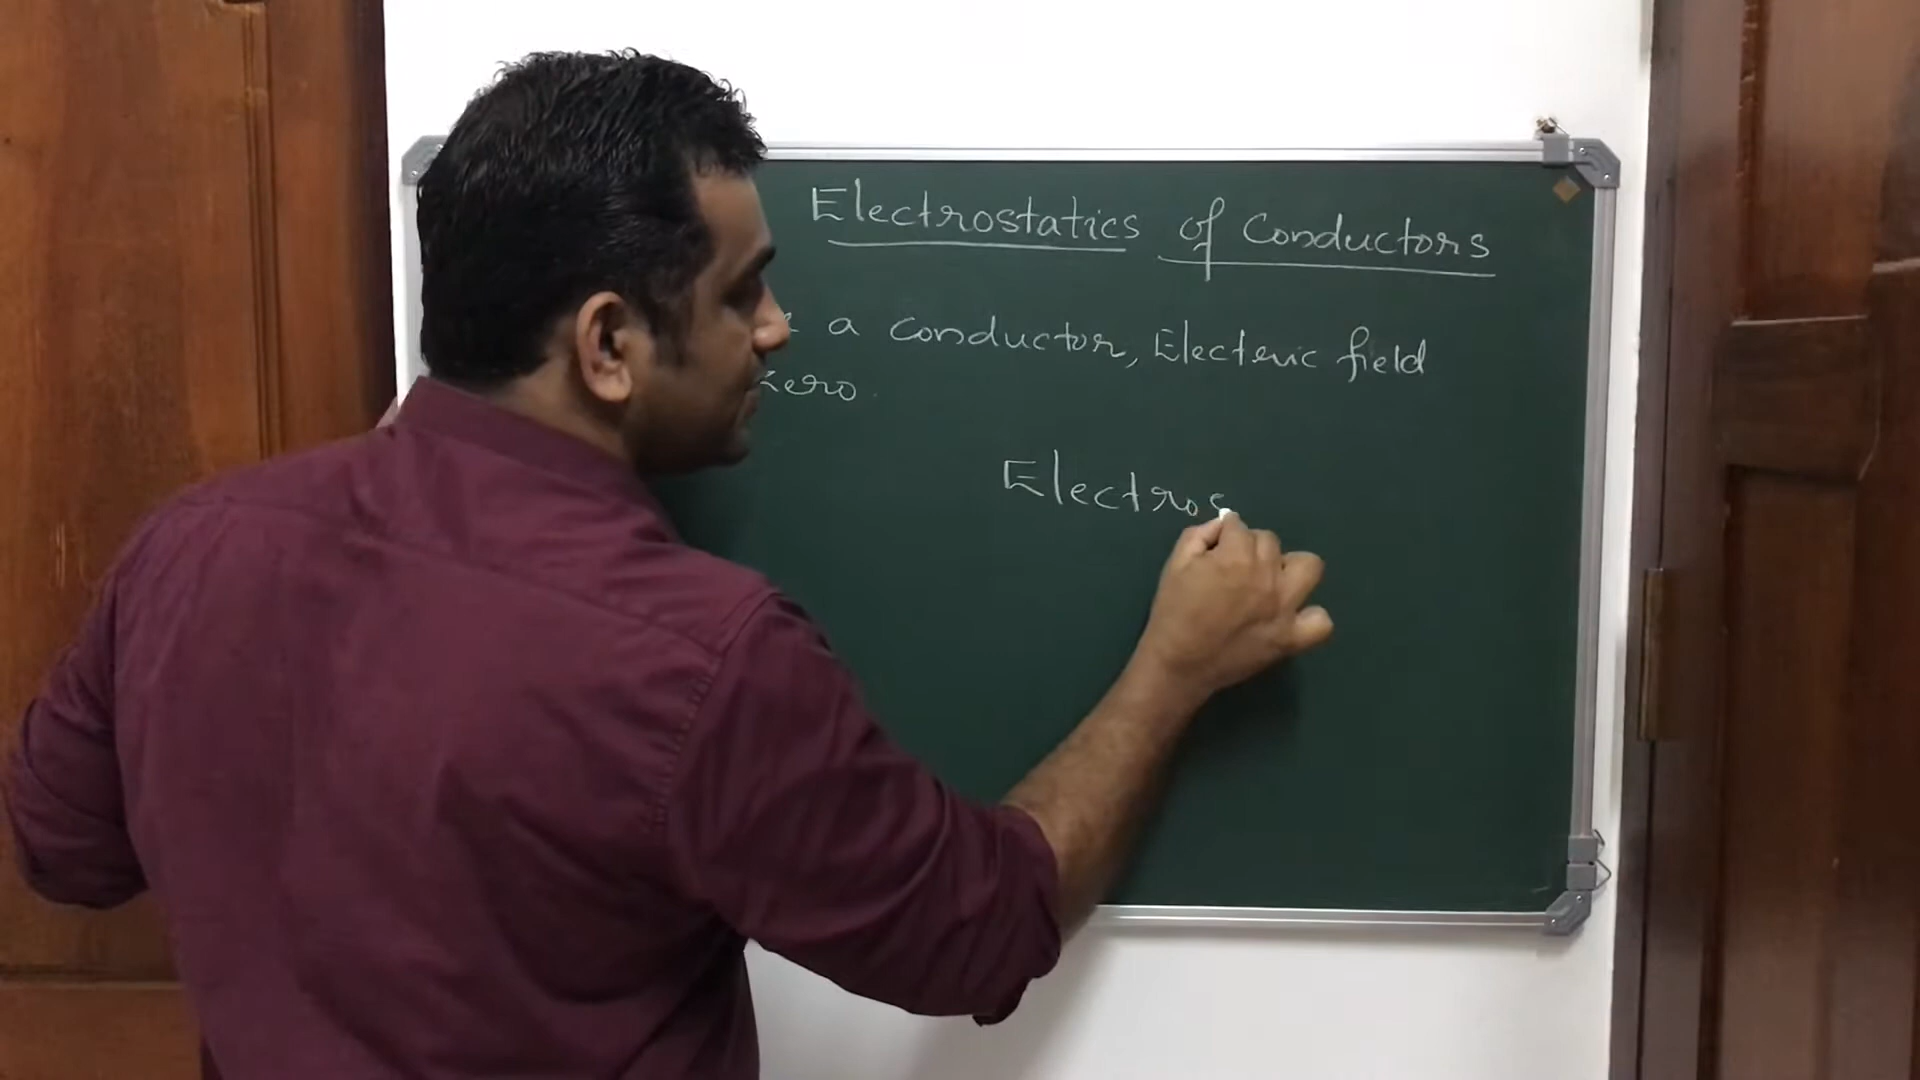 Electrostatics of Conductors
a conductor, Electric field
zero.
Electros